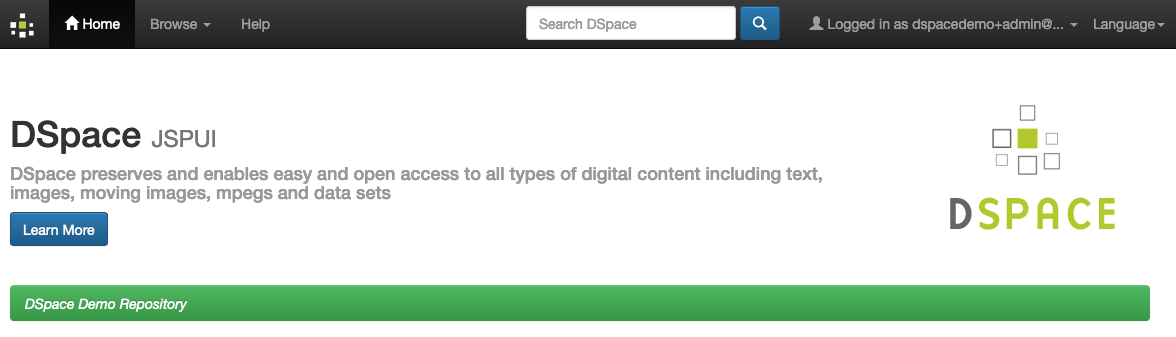 Home Browse Help Search DSpace Logged in as dspacedemo+admin@... Language
DSpace JSPUI
DSpace preserves and enables easy and open access to all types of digital content including text,
images, moving images, mpegs and data sets
Learn More
DSPACE
DSpace Demo Repository